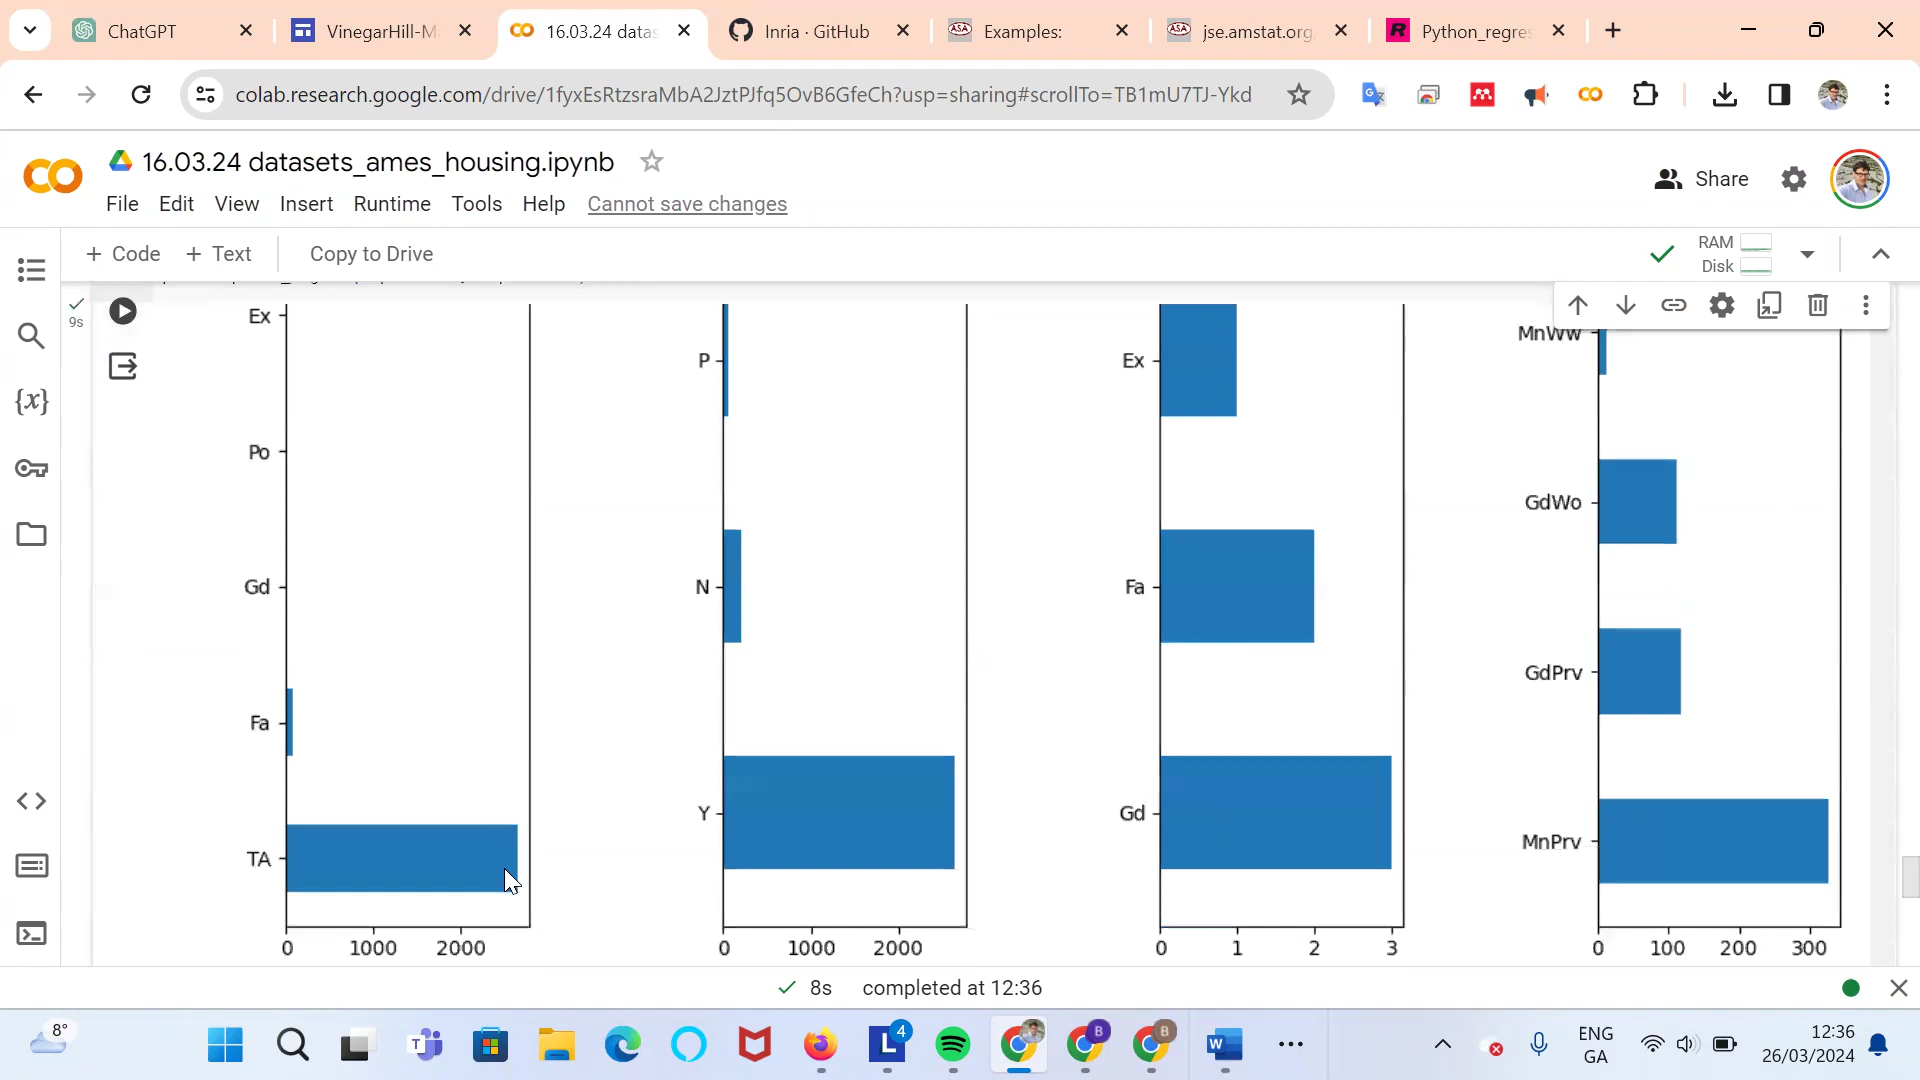 ChatGPT
VinegarHill-M
16.03.24 datas
Inria · GitHub
Examples:
jse.amstat.org
Python_regres
colab.research.google.com/drive/1fyxEsRtzsraMbA2JztPJfq5OvB6GfeCh?usp=sharing#scrollTo=TB1mU7TJ-Ykd
16.03.24 datasets_ames_housing.ipynb
Share
File Edit View Insert Runtime Tools Help Cannot save changes
+ Code + Text Copy to Drive
RAM
Disk
9s
Ex
Po
Gd
Fa
TA
0 1000 2000
P
N
Y
0 1000 2000
Ex
Fa
Gd
0 1 2 3
MnWw
GdWo
GdPrv
MnPrv
0 100 200 300
8s completed at 12:36
8°
4
B
B
ENG
GA
12:36
26/03/2024